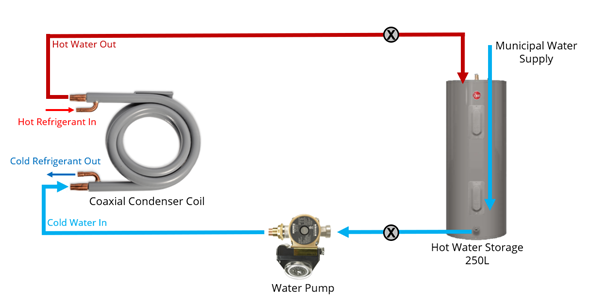 Hot Water Out
X
Municipal Water
Supply
Hot Refrigerant In
Cold Refrigerant Out
Coaxial Condenser Coil
Cold Water In
X
Hot Water Storage
250L
Water Pump